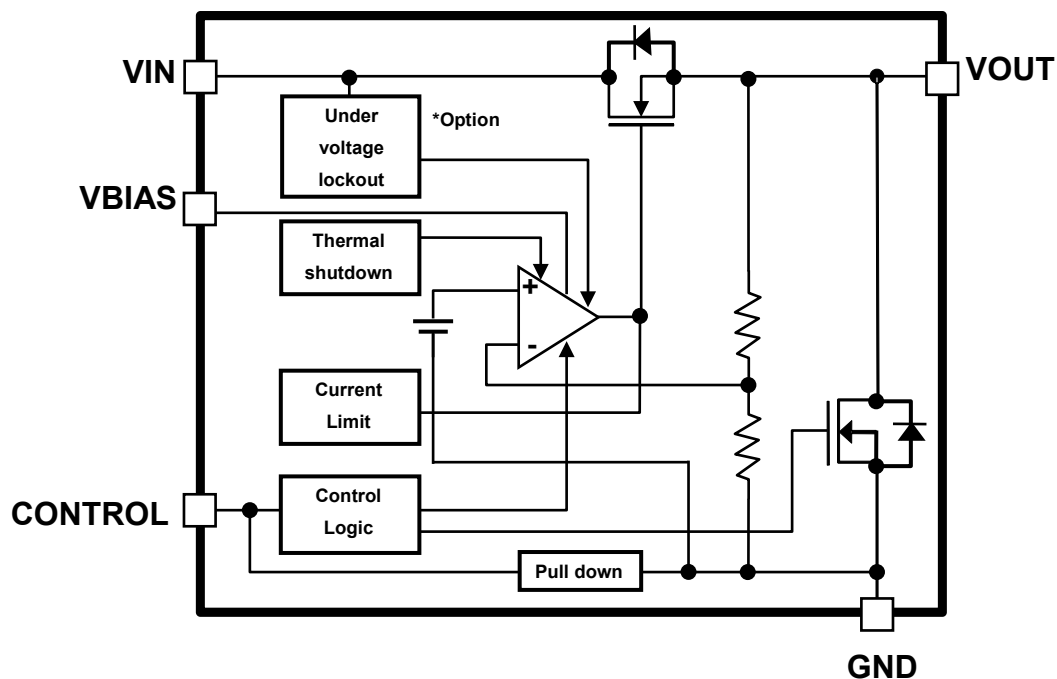 VIN
VOUT
Under
voltage
lockout
*Option
VBIAS
Thermal
shutdown
+
-
Current
Limit
CONTROL
Control
Logic
Pull down
GND